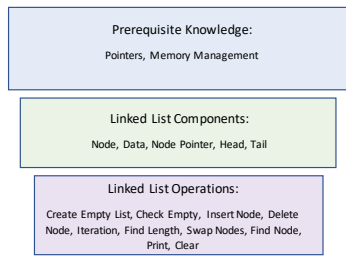 Prerequisite Knowledge:
Pointers, Memory Management
Linked List Components:
Node, Data, Node Pointer, Head, Tail
Linked List Operations:
Create Empty List, Check Empty, Insert Node, Delete
Node, Iteration, Find Length, Swap Nodes, Find Node,
Print, Clear